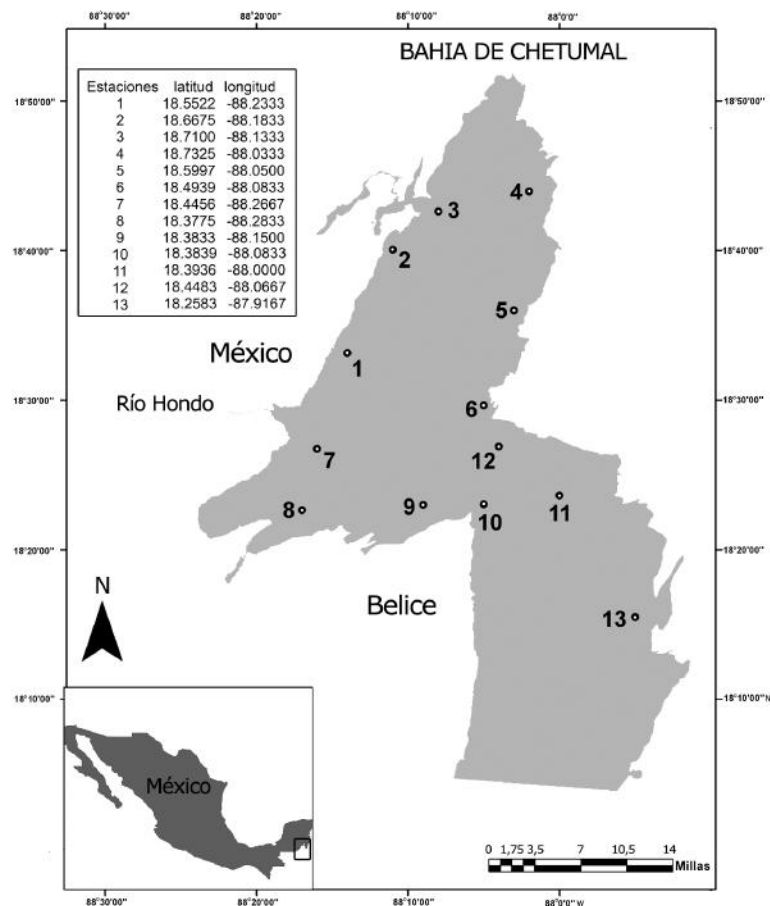 88°30'00" 88°20'00" 88°10'00" 88°0'00"
BAHIA DE CHETUMAL
Estaciones latitud longitud
1 18.5522 -88.2333
2 18.6675 -88.1833
3 18.7100 -88.1333
4 18.7325 -88.0333
5 18.5997 -88.0500
6 18.4939 -88.0833
7 18.4456 -88.2667
8 18.3775 -88.2833
9 18.3833 -88.1500
10 18.3839 -88.0833
11 18.3936 -88.0000
12 18.4483 -88.0667
13 18.2583 -87.9167
18°50'00" 18°50'00"
4
3
18°40'00" 18°40'00"
2
5
México
1
Río Hondo
18°30'00" 18°30'00"
6
12
7
9
8
10
11
18°20'00" 18°20'00"
N
Belice
13
18°10'00" 18°10'00"N
México
0 1,75 3,5 7 10,5 14
Millas
88°30'00" 88°20'00" 88°10'00" 88°0'00"W